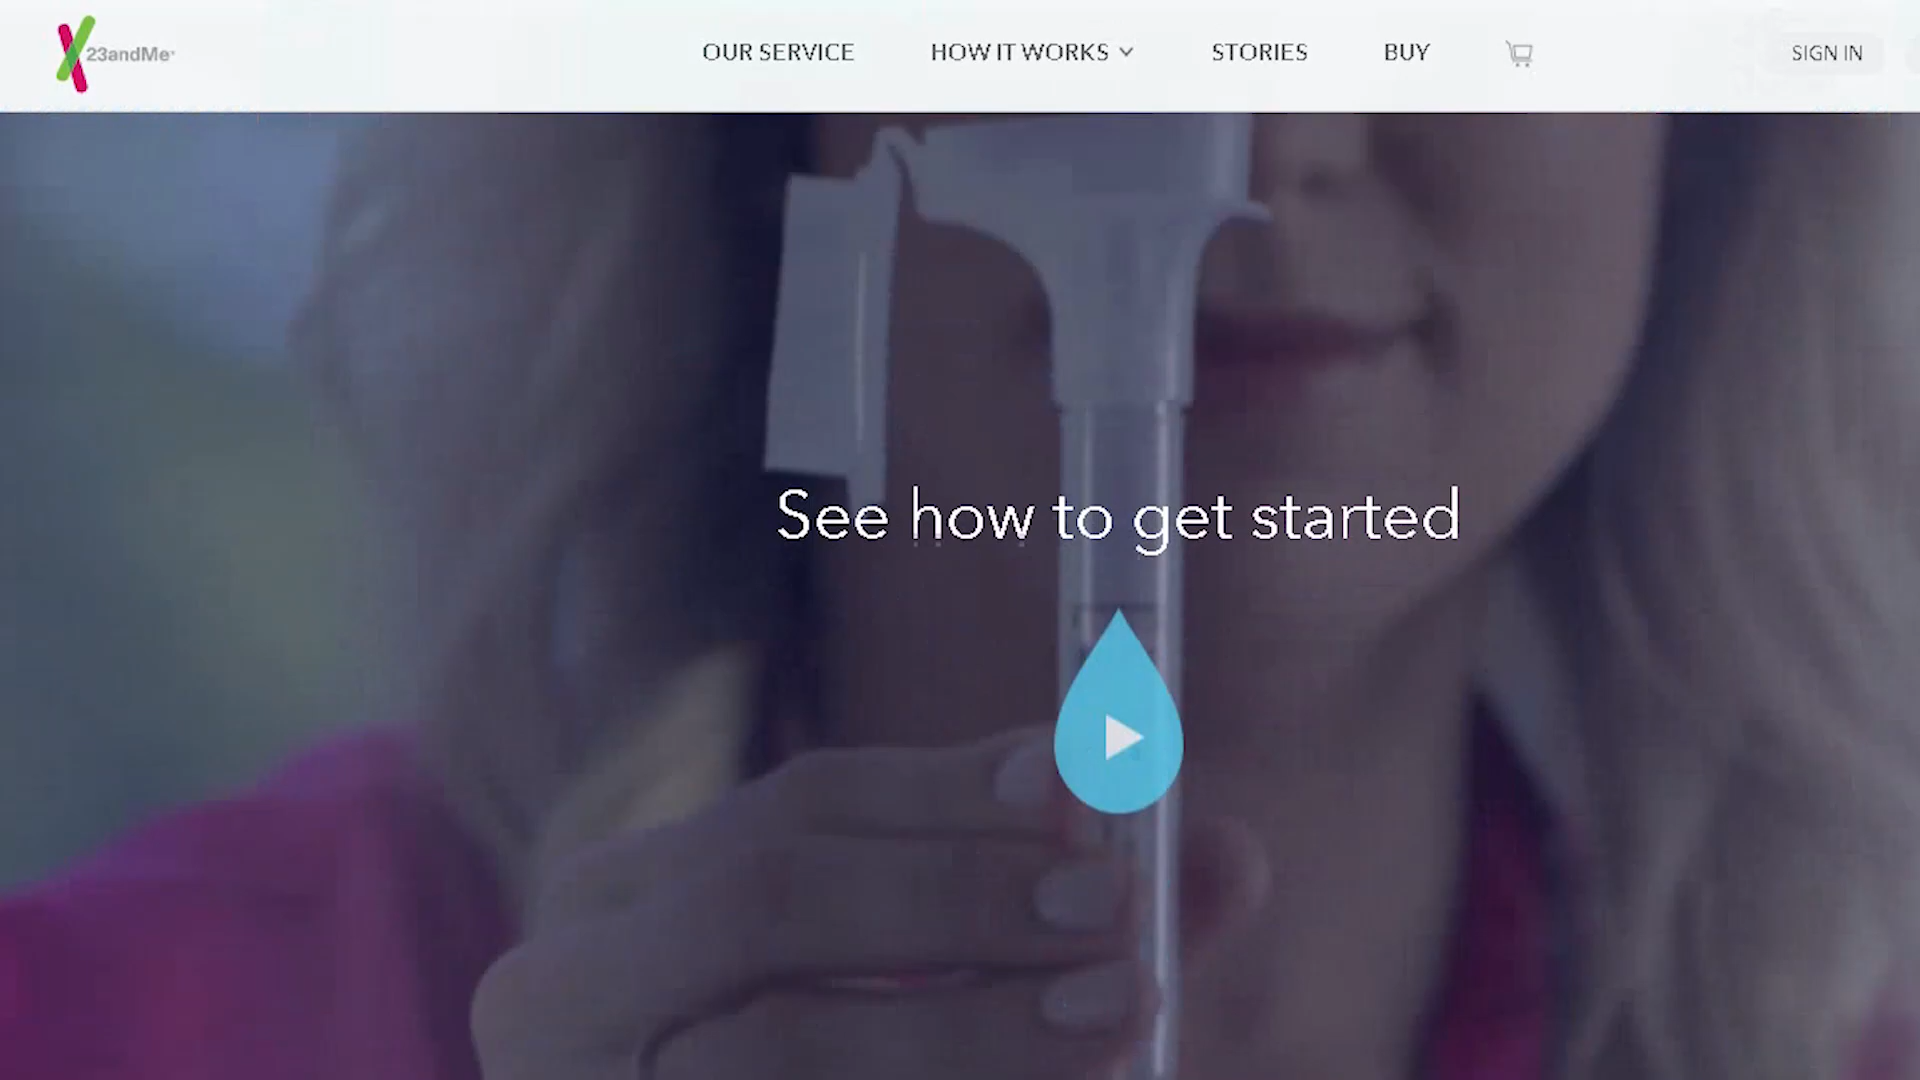 23andMe
OUR SERVICE
HOW IT WORKS
STORIES
BUY
SIGN IN
See how to get started